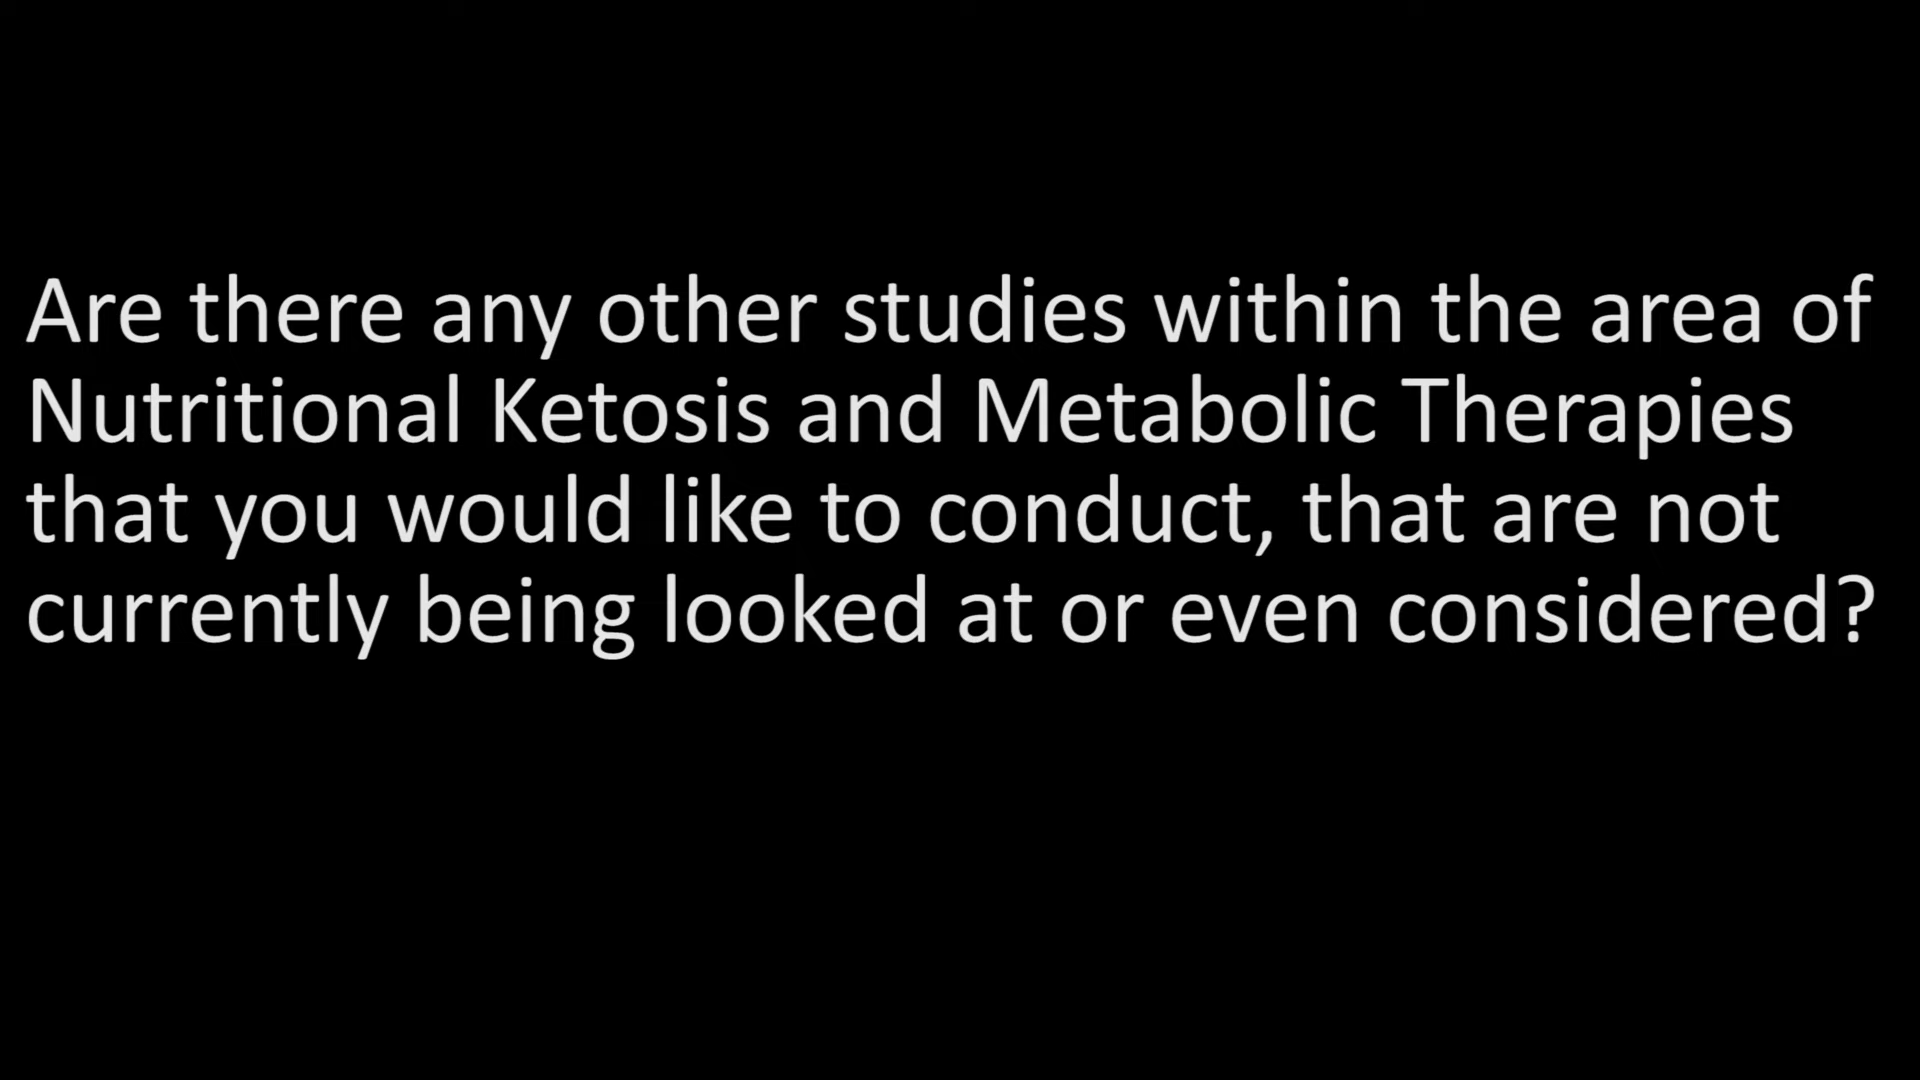 Are there any other studies within the area of
Nutritional Ketosis and Metabolic Therapies
that you would like to conduct, that are not
currently being looked at or even considered?